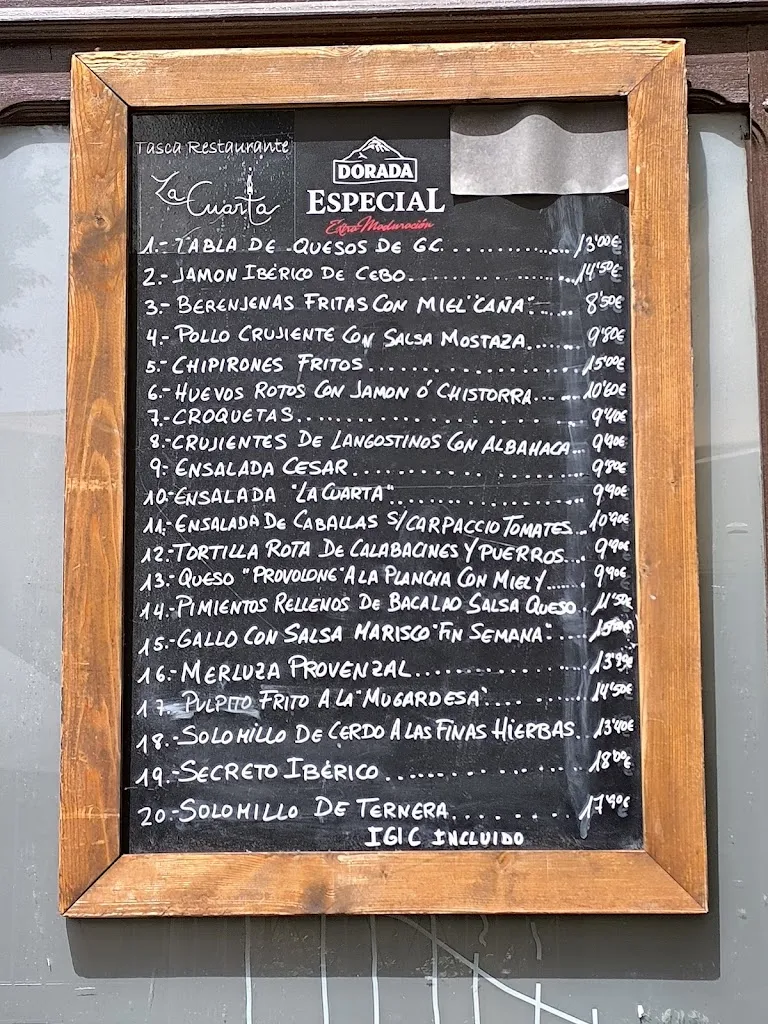 Tasca Restaurante
La Cuarta
DORADA
ESPECIAL
Extra Maduración
1.- TABLA DE QUESOS DE GC.......... 13'00€
2.- JAMON IBÉRICO DE CEBO.......... 14'50€
3.- BERENJENAS FRITAS CON MIEL "CAÑA"..... 8'50€
4.- POLLO CRUJIENTE CON SALSA MOSTAZA...... 9'80€
5.- CHIPIRONES FRITOS.......... 15'00€
6.- HUEVOS ROTOS CON JAMON Ó CHISTORRA...... 10'60€
7.- CROQUETAS.......... 9'40€
8.- CRUJIENTES DE LANGOSTINOS CON ALBAHACA... 9'90€
9.- ENSALADA CESAR.......... 9'80€
10- ENSALADA "LA CUARTA".......... 9'90€
11.- ENSALADA DE CABALLAS S/CARPACCIO TOMATES... 10'90€
12.- TORTILLA ROTA DE CALABACINES Y PUERROS... 9'90€
13.- QUESO "PROVOLONE" A LA PLANCHA CON MIEL Y..... 9'90€
14.- PIMIENTOS RELLENOS DE BACALAO SALSA QUESO . 11'50€
15.- GALLO CON SALSA MARISCO "FIN SEMANA"...
16.- MERLUZA PROVENZAL.......... 13'99€
17.- PULPITO FRITO A LA "MUGARDESA"...... 14'50€
18.- SOLOMILLO DE CERDO A LAS FINAS HIERBAS.. 13'40€
19.- SECRETO IBÉRICO.......... 18'00€
20.- SOLOMILLO DE TERNERA........ 17'90€
IGIC INCLUIDO